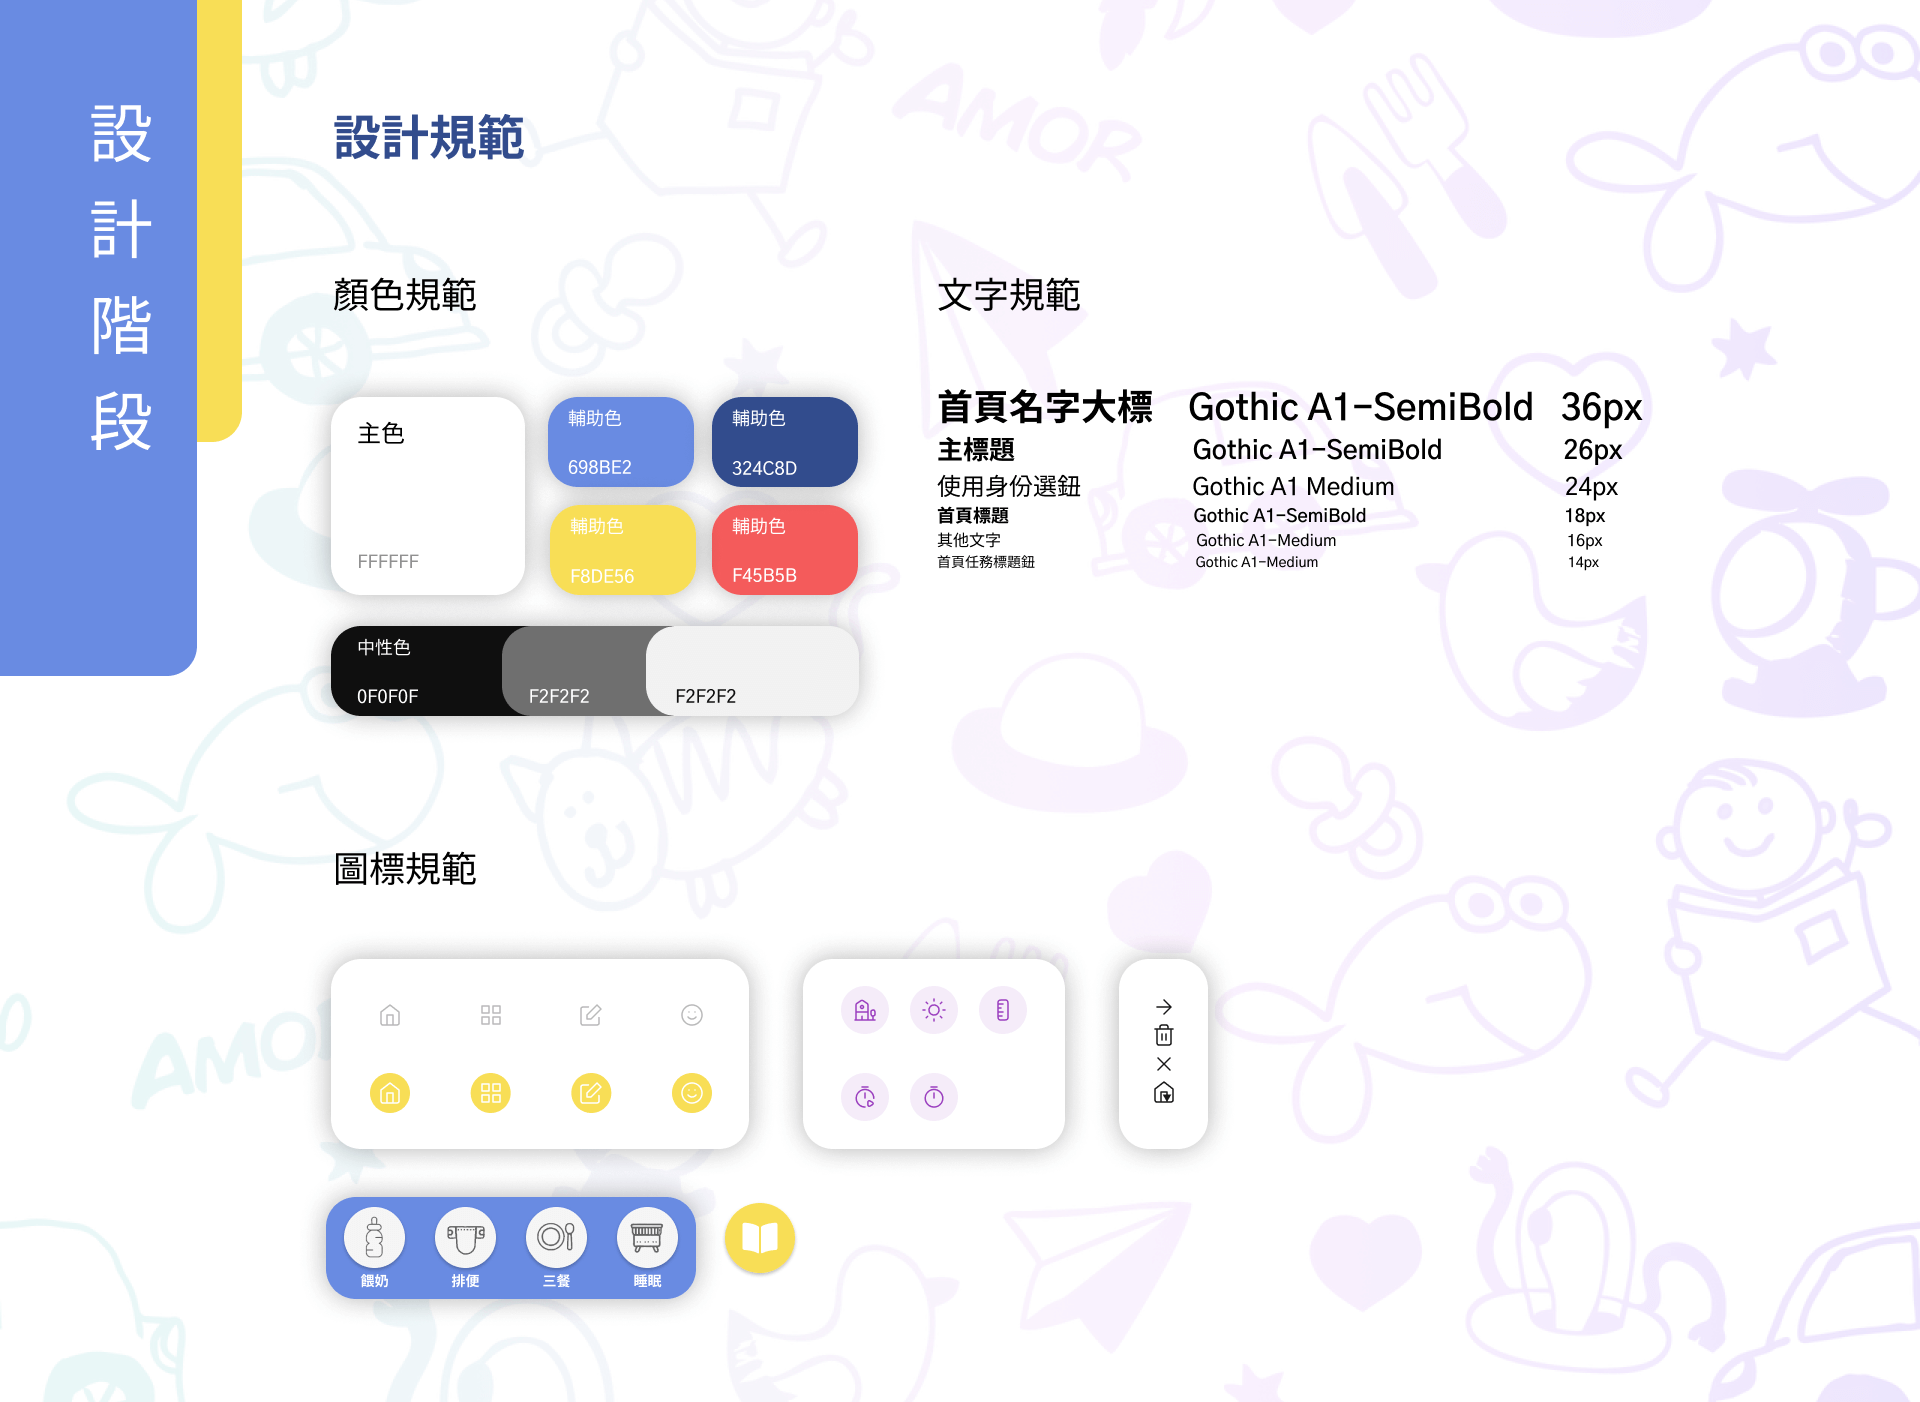 設計階段
設計規範
顏色規範
文字規範
主色
FFFFFF
輔助色
698BE2
輔助色
324C8D
輔助色
F8DE56
輔助色
F45B5B
中性色
0F0F0F
F2F2F2
F2F2F2
首頁名字大標 Gothic A1-SemiBold 36px
主標題 Gothic A1-SemiBold 26px
使用身份選鈕 Gothic A1 Medium 24px
首頁標題 Gothic A1-SemiBold 18px
其他文字 Gothic A1-Medium 16px
首頁任務標題鈕 Gothic A1-Medium 14px
圖標規範
餵奶
排便
三餐
睡眠
AMOR
AMO